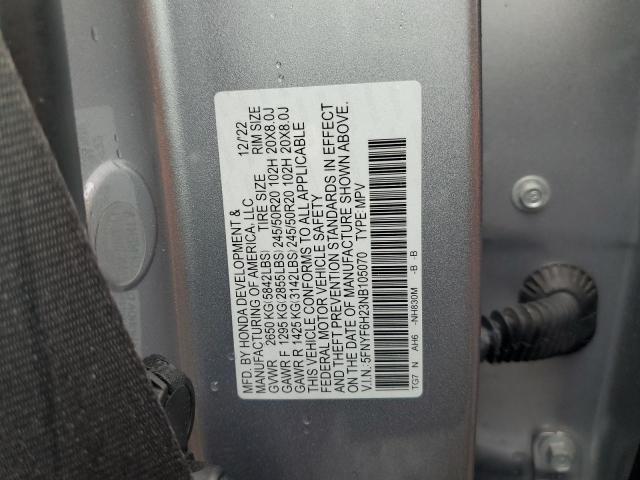 MFD. BY HONDA DEVELOPMENT &
MANUFACTURING OF AMERICA, LLC 12/'22
GVWR 2650 KG(5842LBS) TIRE SIZE RIM SIZE
GAWR F 1295 KG(2855LBS) 245/50R20 102H 20X8.0J
GAWR R 1425 KG(3142LBS) 245/50R20 102H 20X8.0J
THIS VEHICLE CONFORMS TO ALL APPLICABLE
FEDERAL MOTOR VEHICLE SAFETY
AND THEFT PREVENTION STANDARDS IN EFFECT
ON THE DATE OF MANUFACTURE SHOWN ABOVE.
V.I.N.: 5FNYF6H23NB105070 TYPE: MPV
TG7 N AH6 -NH830M -B -B